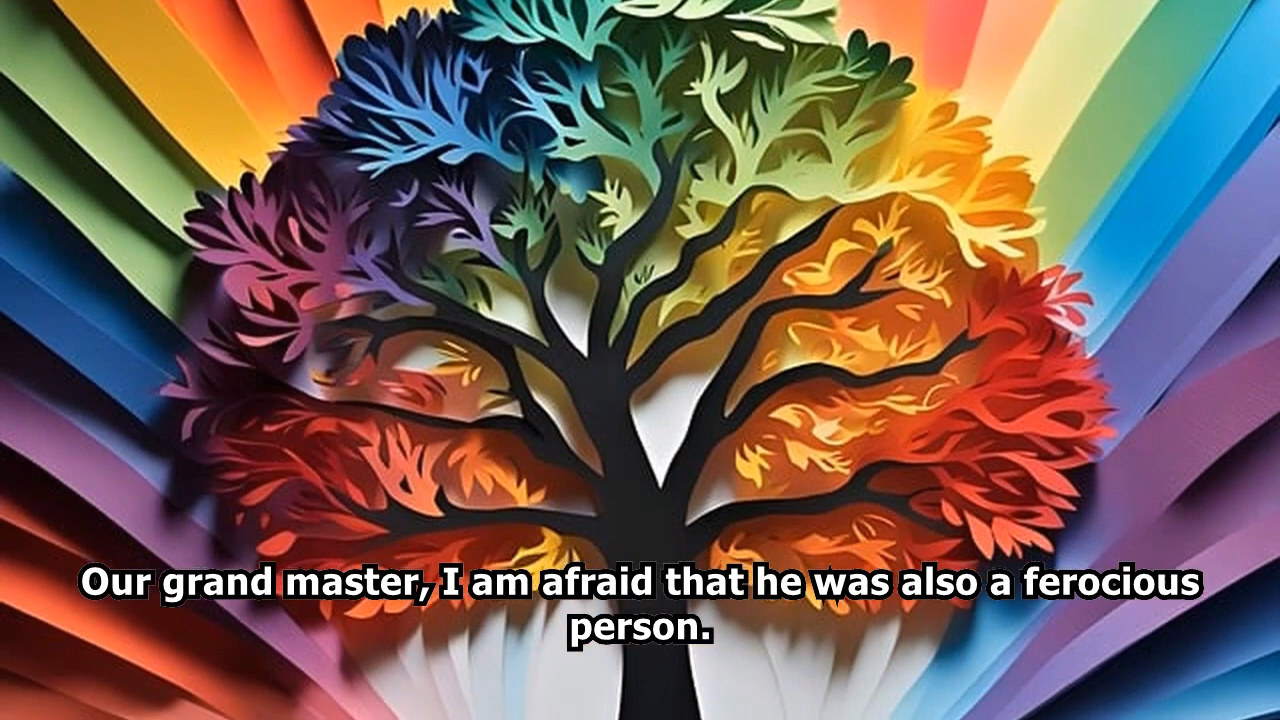 Our grand master, I am afraid that he was also a ferocious
person.